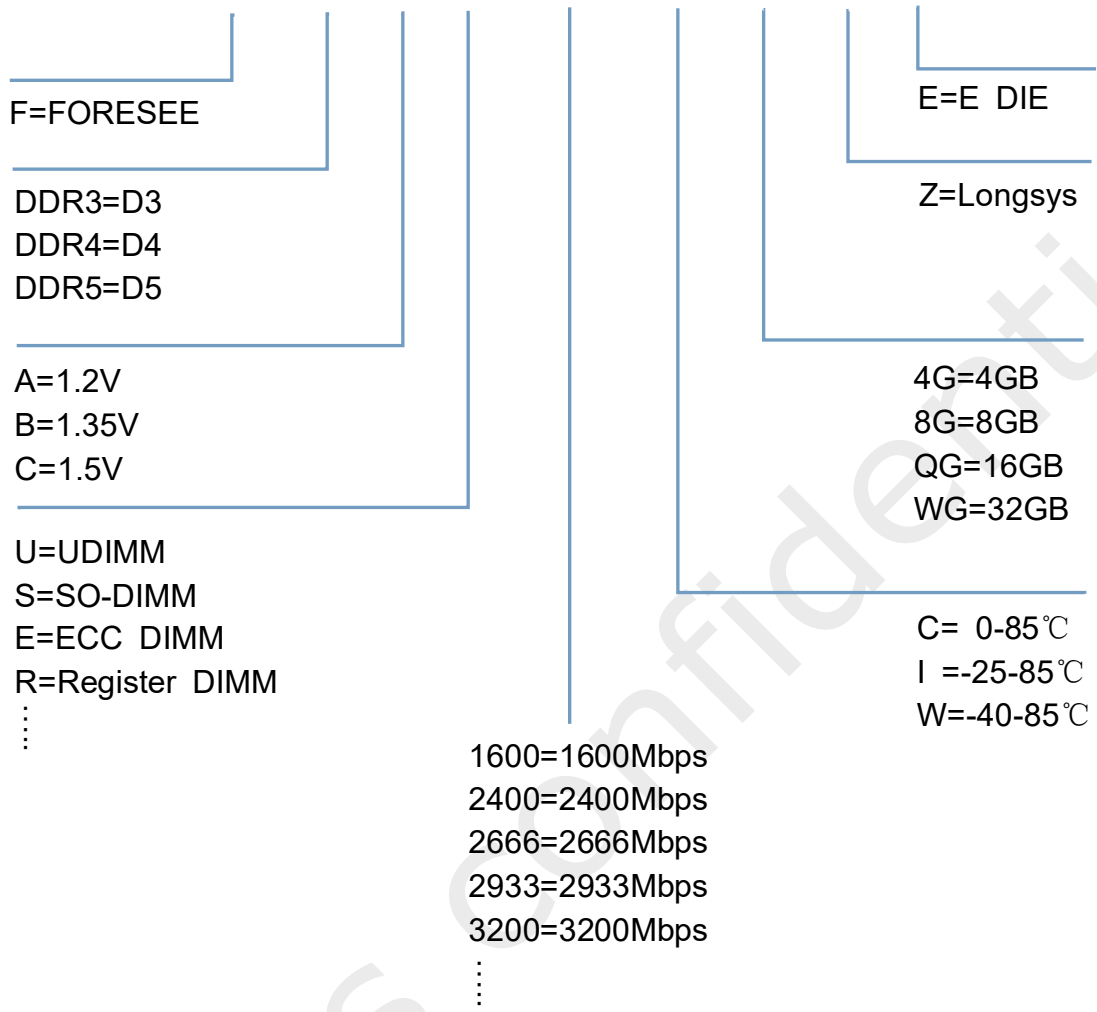 F=FORESEE
DDR3=D3
DDR4=D4
DDR5=D5
A=1.2V
B=1.35V
C=1.5V
U=UDIMM
S=SO-DIMM
E=ECC DIMM
R=Register DIMM
⋮
1600=1600Mbps
2400=2400Mbps
2666=2666Mbps
2933=2933Mbps
3200=3200Mbps
⋮
C= 0-85℃
I =-25-85℃
W=-40-85℃
4G=4GB
8G=8GB
QG=16GB
WG=32GB
Z=Longsys
E=E DIE
s confidenti